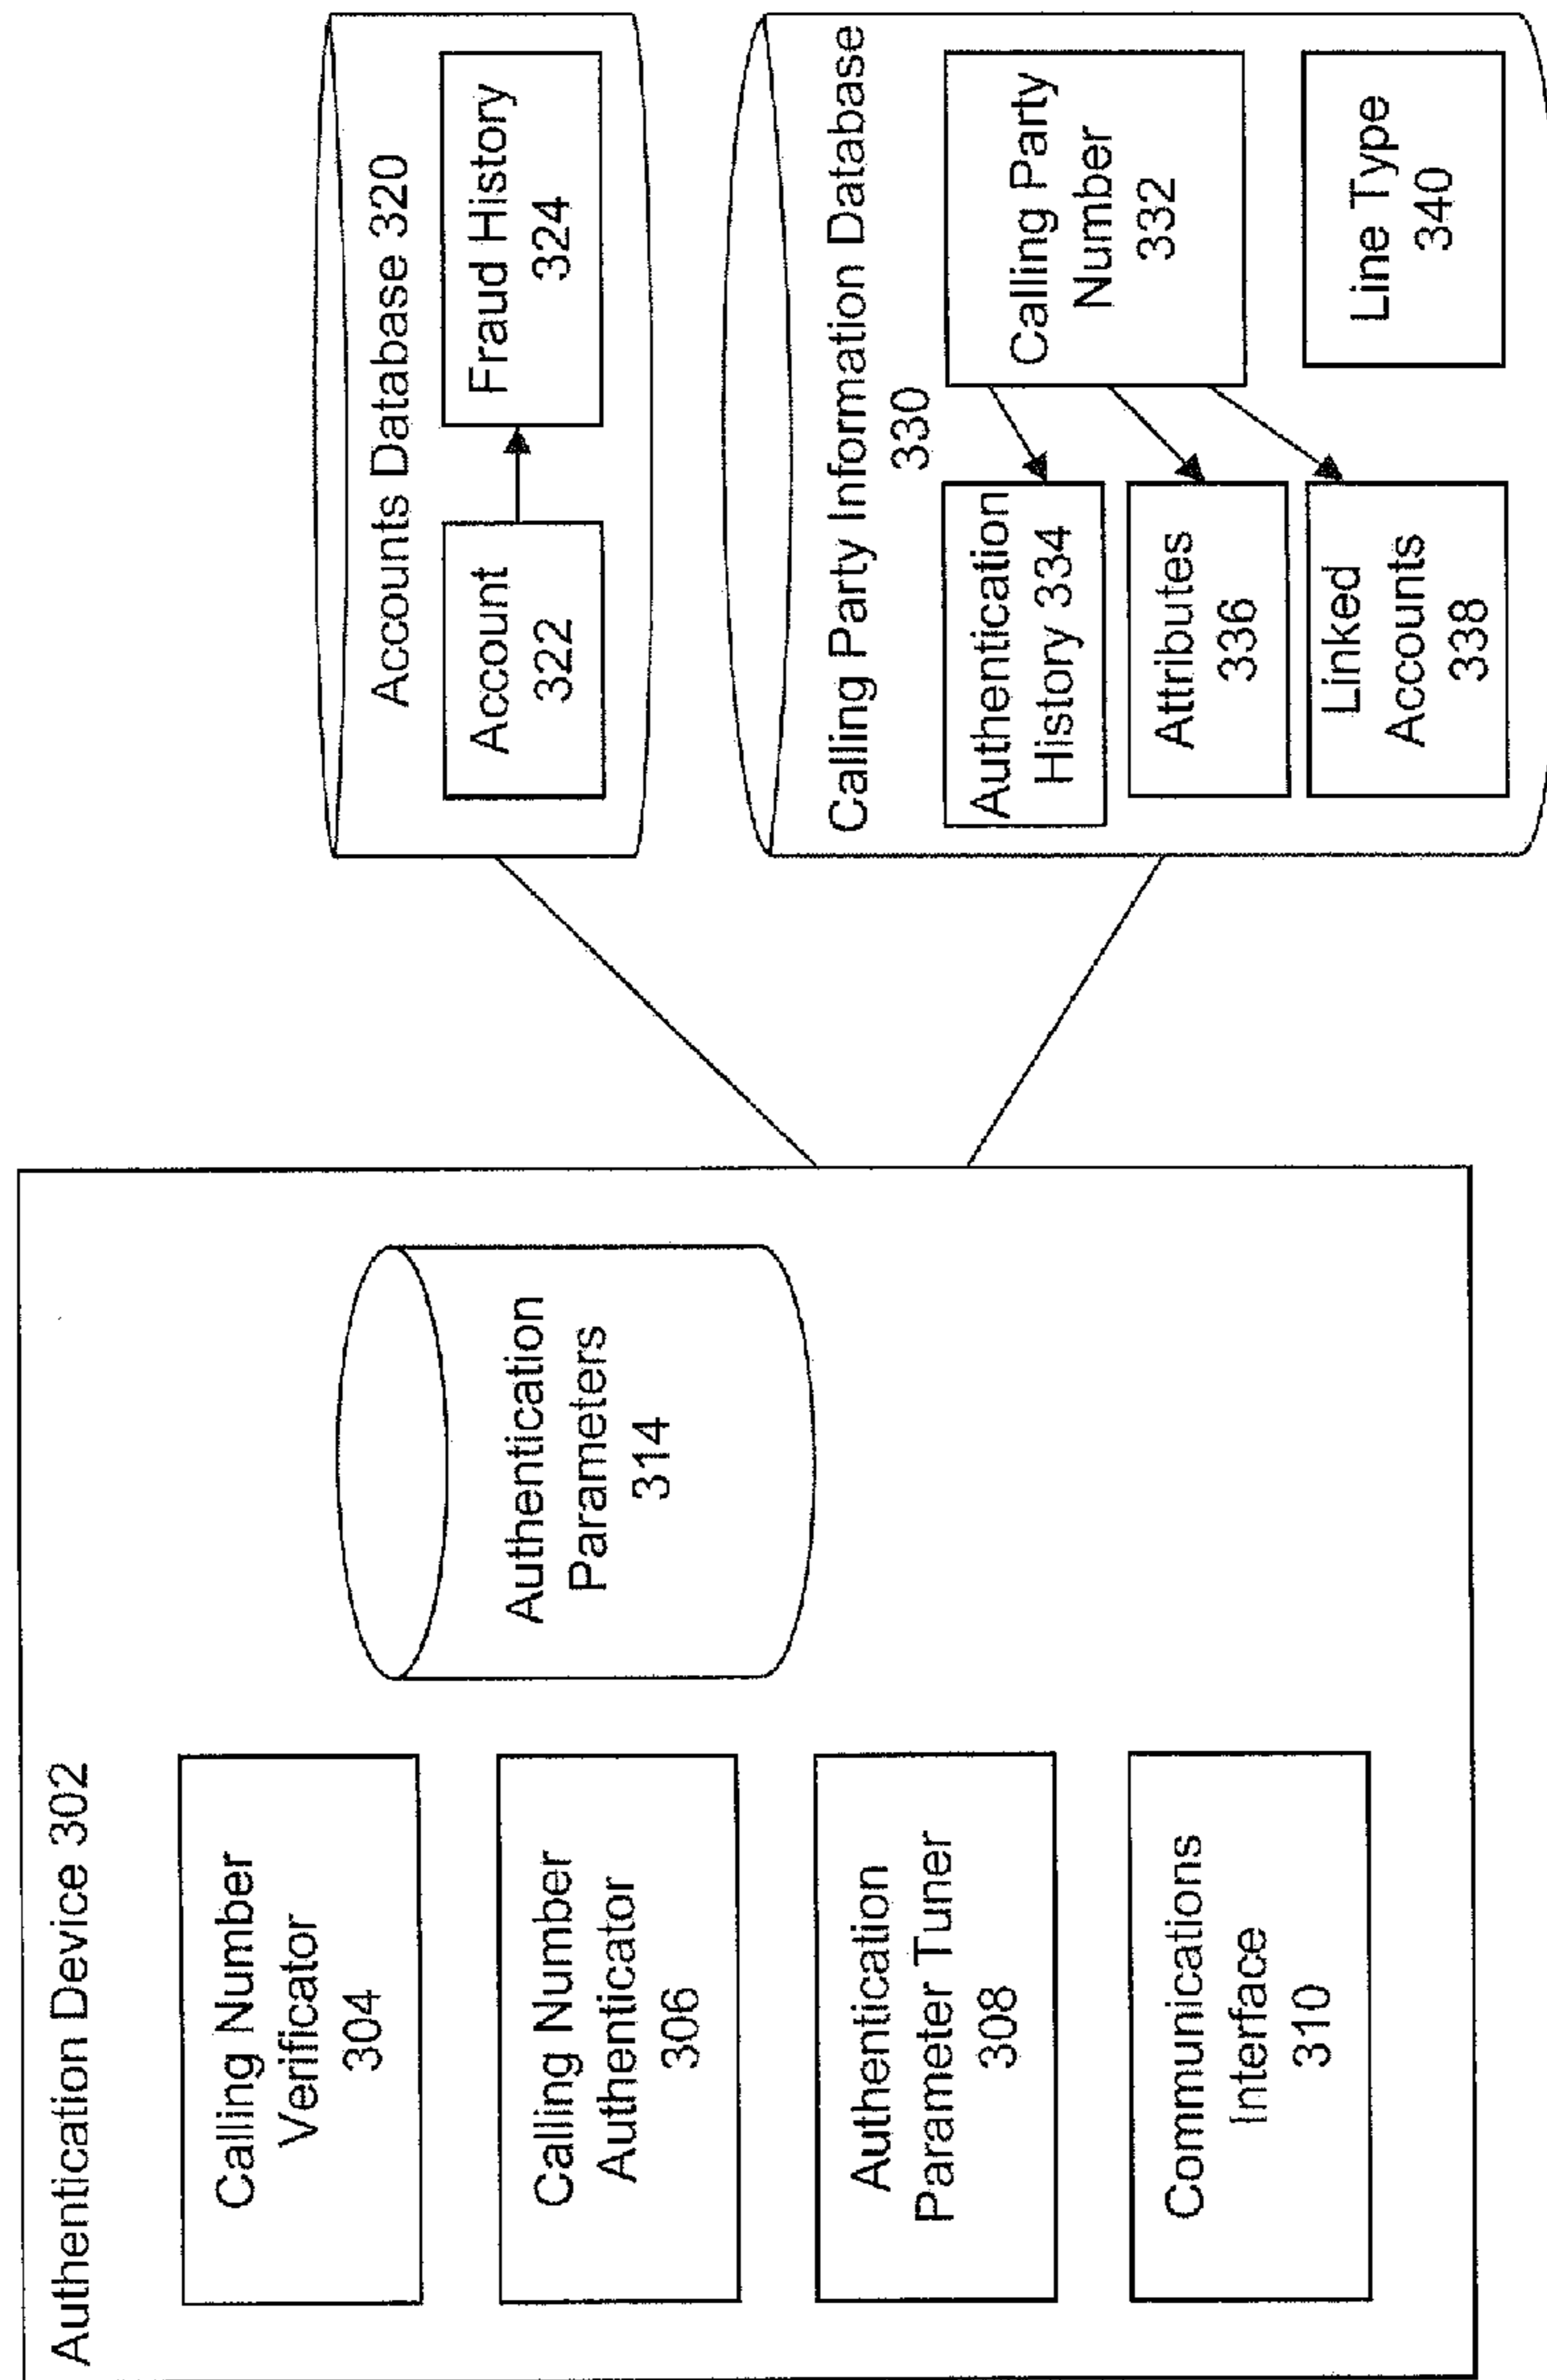 Authentication Device 302
Calling Number
Verificator
304
Calling Number
Authenticator
306
Authentication
Parameter Tuner
308
Communications
Interface
310
Authentication
Parameters
314
Accounts Database 320
Account
322
Fraud History
324
Calling Party Information Database
330
Authentication
History 334
Attributes
336
Linked
Accounts
338
Calling Party
Number
332
Line Type
340